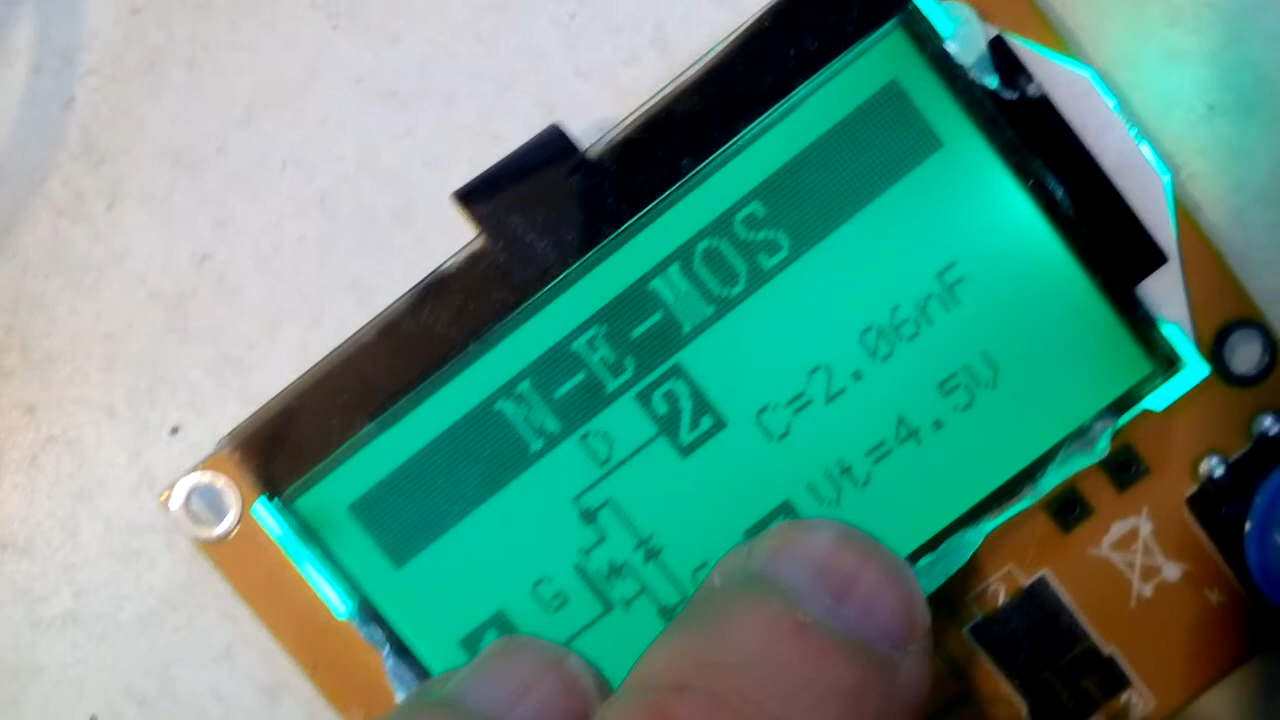 N-E-MOS
D 2
C=2.06nF
Vt=4.5V
G